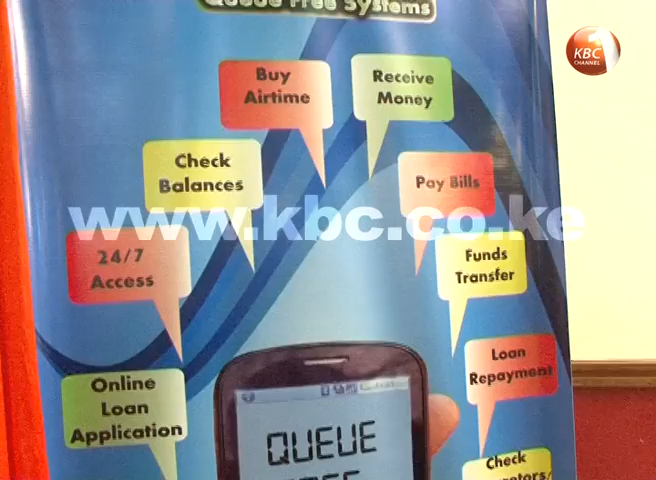 Queue Free Systems
KBC
CHANNEL 1
Buy
Airtime
Receive
Money
Check
Balances
Pay Bills
www.kbc.co.ke
24/7
Access
Funds
Transfer
Loan
Repayment
Online
Loan
Application
QUEUE
Check